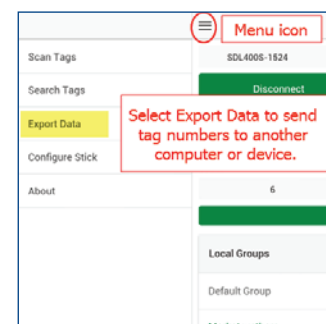 Menu icon
Scan Tags
SDL400S-1524
Search Tags
Disconnect
Export Data
Select Export Data to send
tag numbers to another
computer or device.
Configure Stick
About
6
Local Groups
Default Group